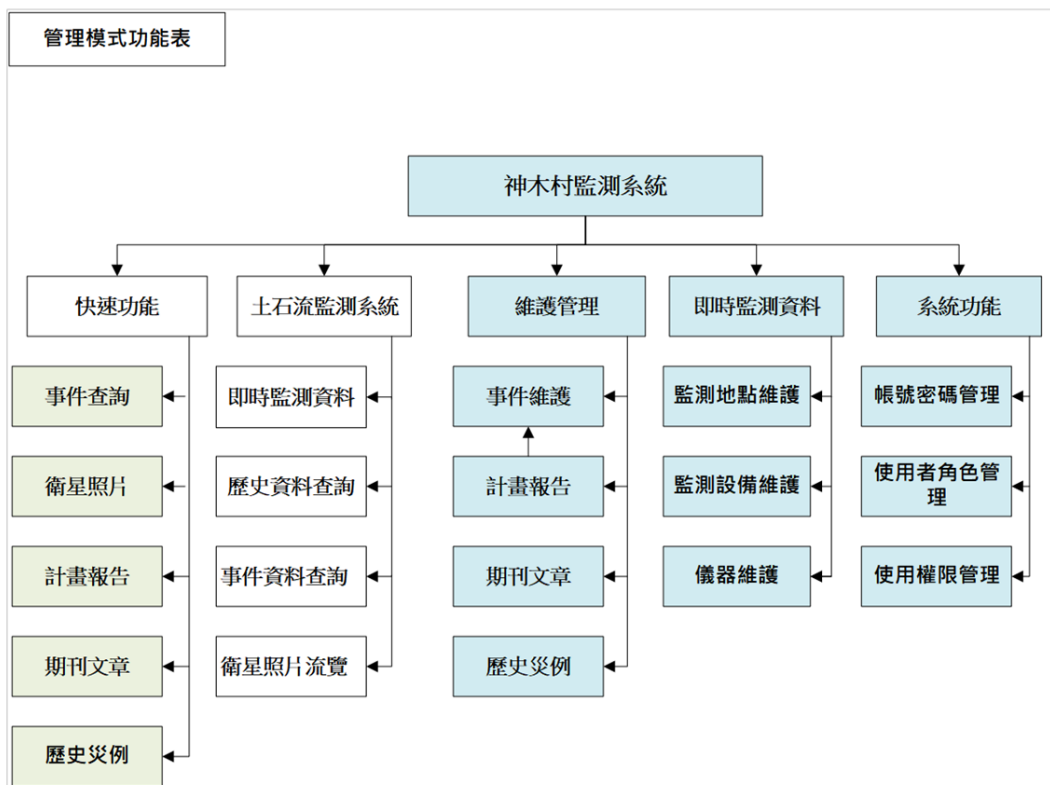 管理模式功能表
神木村監測系統
快速功能
土石流監測系統
維護管理
即時監測資料
系統功能
事件查詢
衛星照片
計畫報告
期刊文章
歷史災例
即時監測資料
歷史資料查詢
事件資料查詢
衛星照片流覽
事件維護
計畫報告
期刊文章
歷史災例
監測地點維護
監測設備維護
儀器維護
帳號密碼管理
使用者角色管
理
使用權限管理